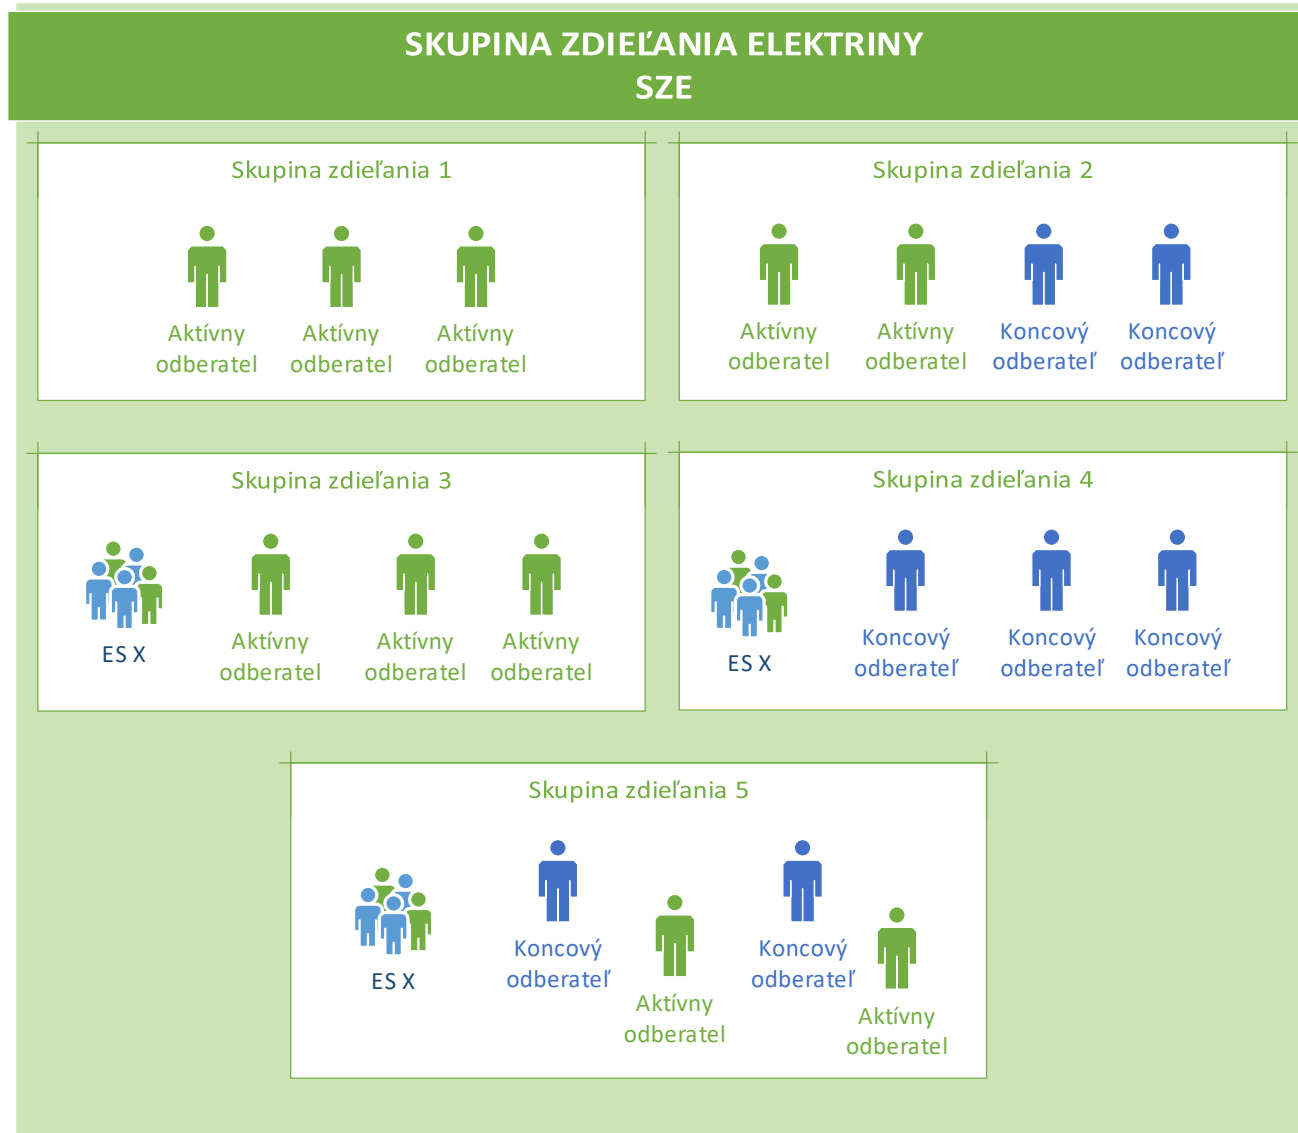 SKUPINA ZDIEĽANIA ELEKTRINY
SZE
Skupina zdieľania 1
Aktívny
odberatel
Aktívny
odberatel
Aktívny
odberatel
Skupina zdieľania 2
Aktívny
odberatel
Aktívny
odberatel
Koncový
odberateľ
Koncový
odberateľ
Skupina zdieľania 3
ES X
Aktívny
odberatel
Aktívny
odberatel
Aktívny
odberatel
Skupina zdieľania 4
ES X
Koncový
odberateľ
Koncový
odberateľ
Koncový
odberateľ
Skupina zdieľania 5
ES X
Koncový
odberateľ
Aktívny
odberatel
Koncový
odberateľ
Aktívny
odberatel